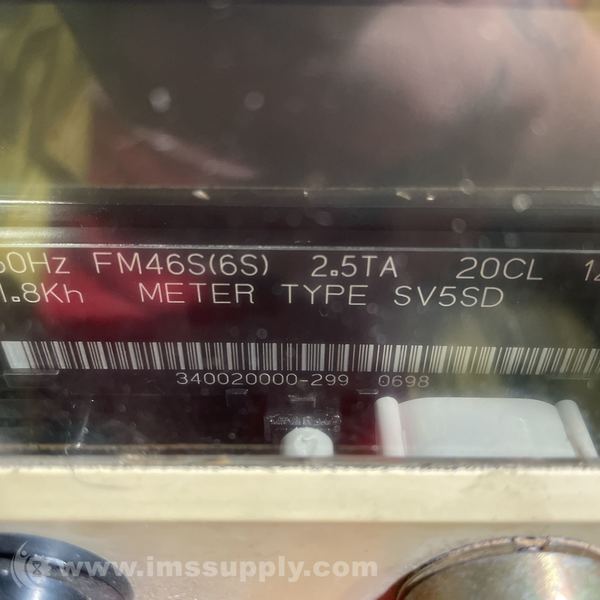 60Hz FM46S(6S) 2.5TA 20CL
1.8Kh METER TYPE SV5SD
340020000-299 0698
www.imssupply.com